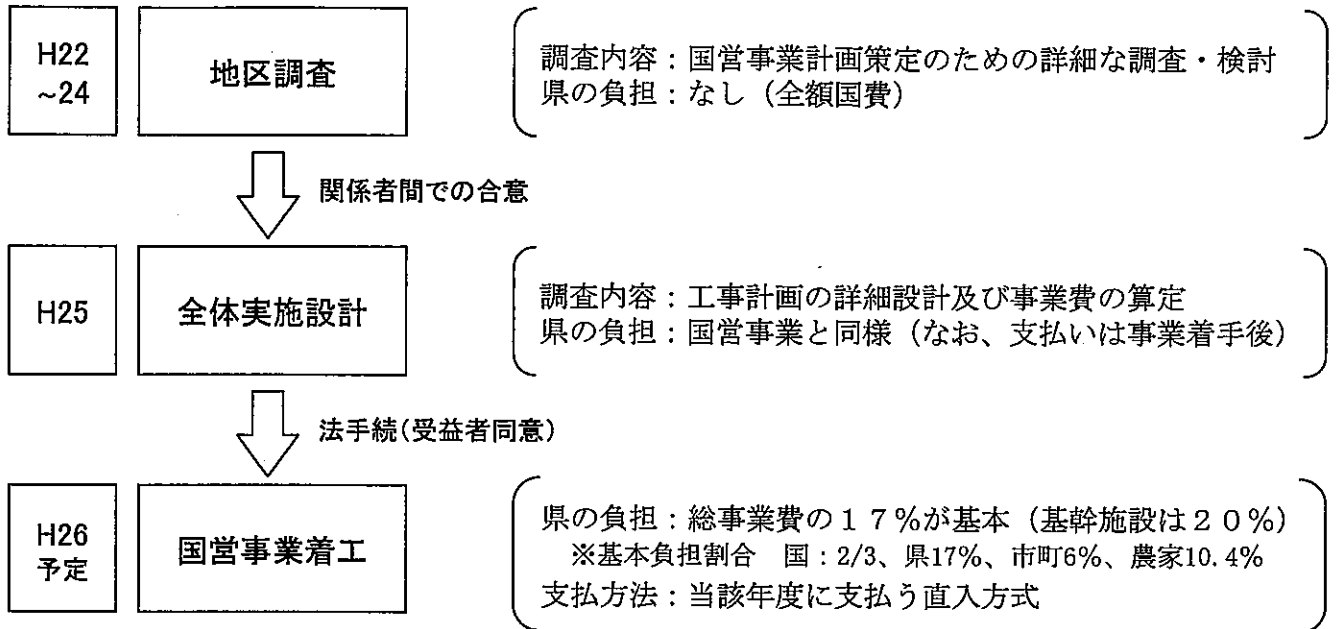 H22
~24
地区調査
調査内容：国営事業計画策定のための詳細な調査・検討
県の負担：なし（全額国費）
関係者間での合意
H25
全体実施設計
調査内容：工事計画の詳細設計及び事業費の算定
県の負担：国営事業と同様（なお、支払いは事業着手後）
法手続(受益者同意)
H26
予定
国営事業着工
県の負担：総事業費の１７%が基本（基幹施設は２０%）
※基本負担割合　国：2/3、県17%、市町6%、農家10.4%
支払方法：当該年度に支払う直入方式